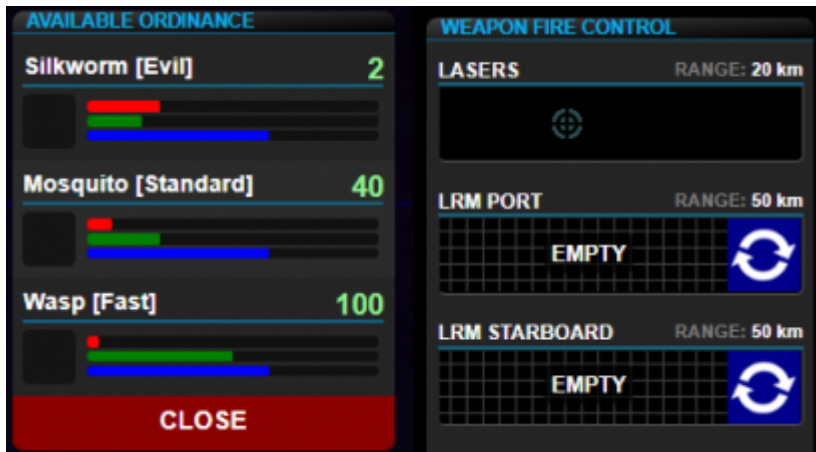 AVAILABLE ORDINANCE
Silkworm [Evil] 2
Mosquito [Standard] 40
Wasp [Fast] 100
CLOSE
WEAPON FIRE CONTROL
LASERS RANGE: 20 km
LRM PORT RANGE: 50 km
EMPTY
LRM STARBOARD RANGE: 50 km
EMPTY